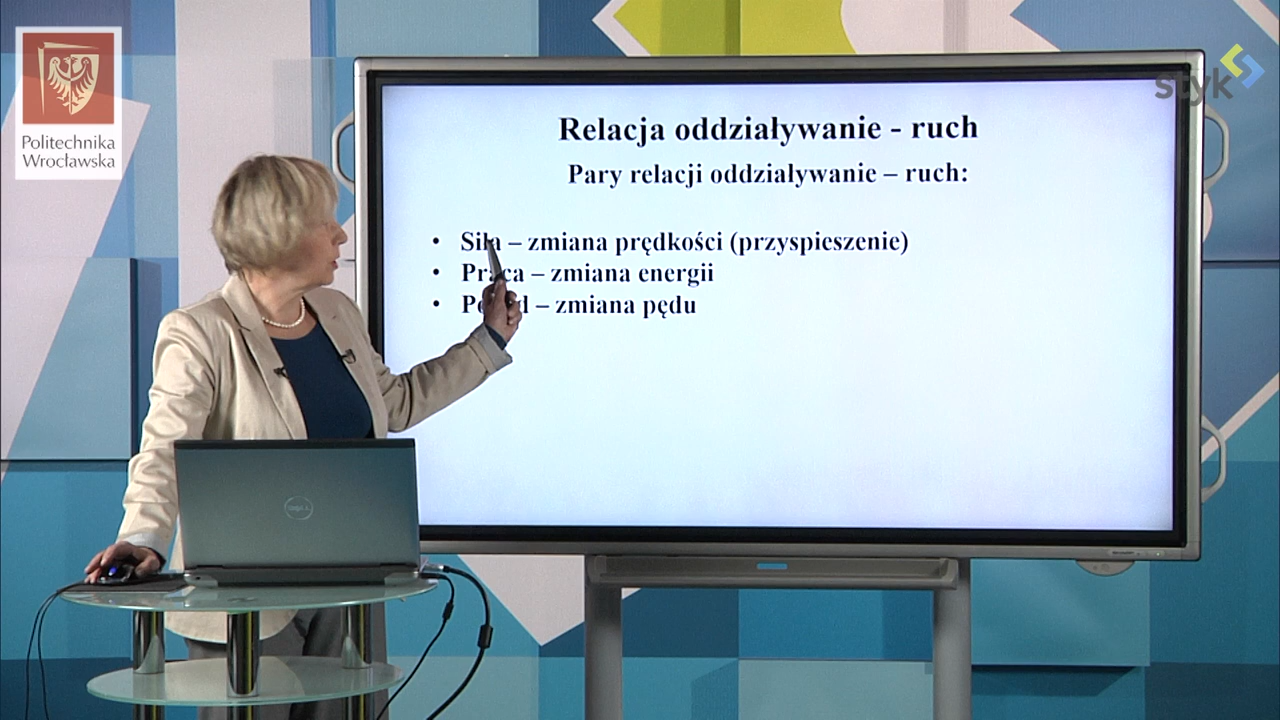 Politechnika
Wrocławska
styk
Relacja oddziaływanie - ruch
Pary relacji oddziaływanie – ruch:
• Siła – zmiana prędkości (przyspieszenie)
• Praca – zmiana energii
• – zmiana pędu